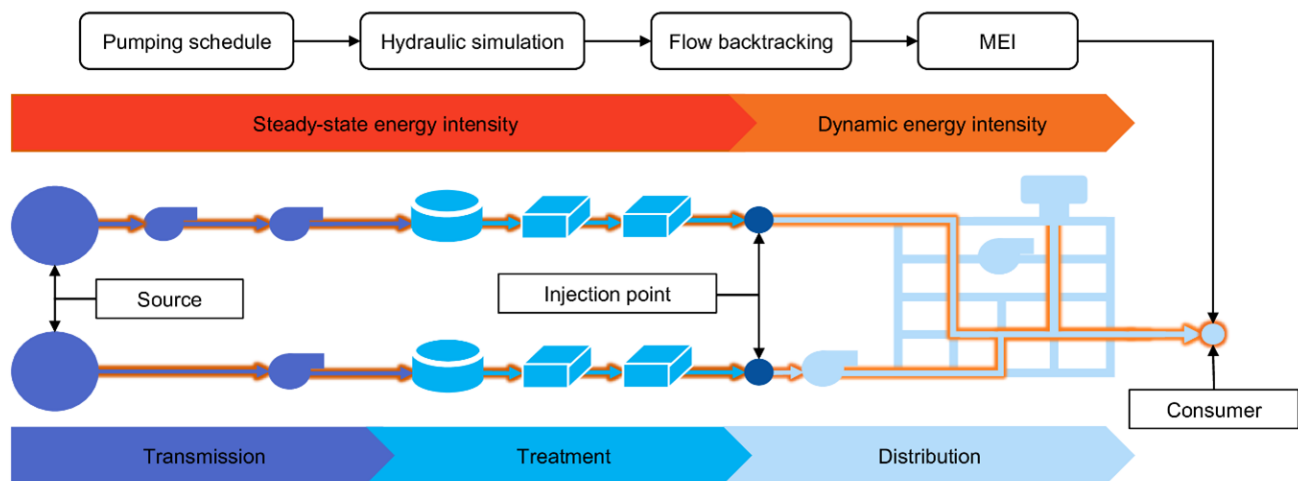 Pumping schedule
Hydraulic simulation
Flow backtracking
MEI
Steady-state energy intensity
Dynamic energy intensity
Source
Injection point
Consumer
Transmission
Treatment
Distribution